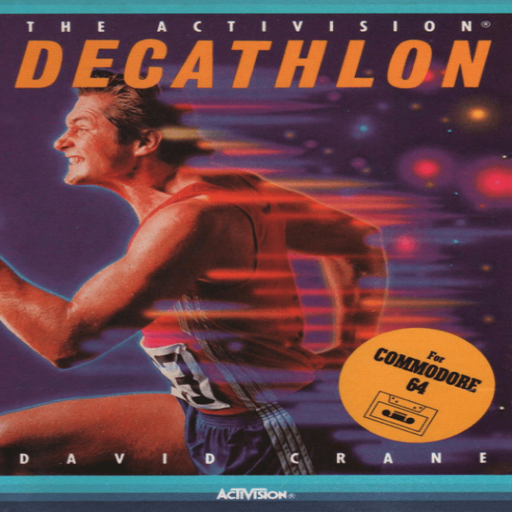 THE ACTIVISION®
DECATHLON
For
COMMODORE
64
DAVID CRANE
ACTIVISION®